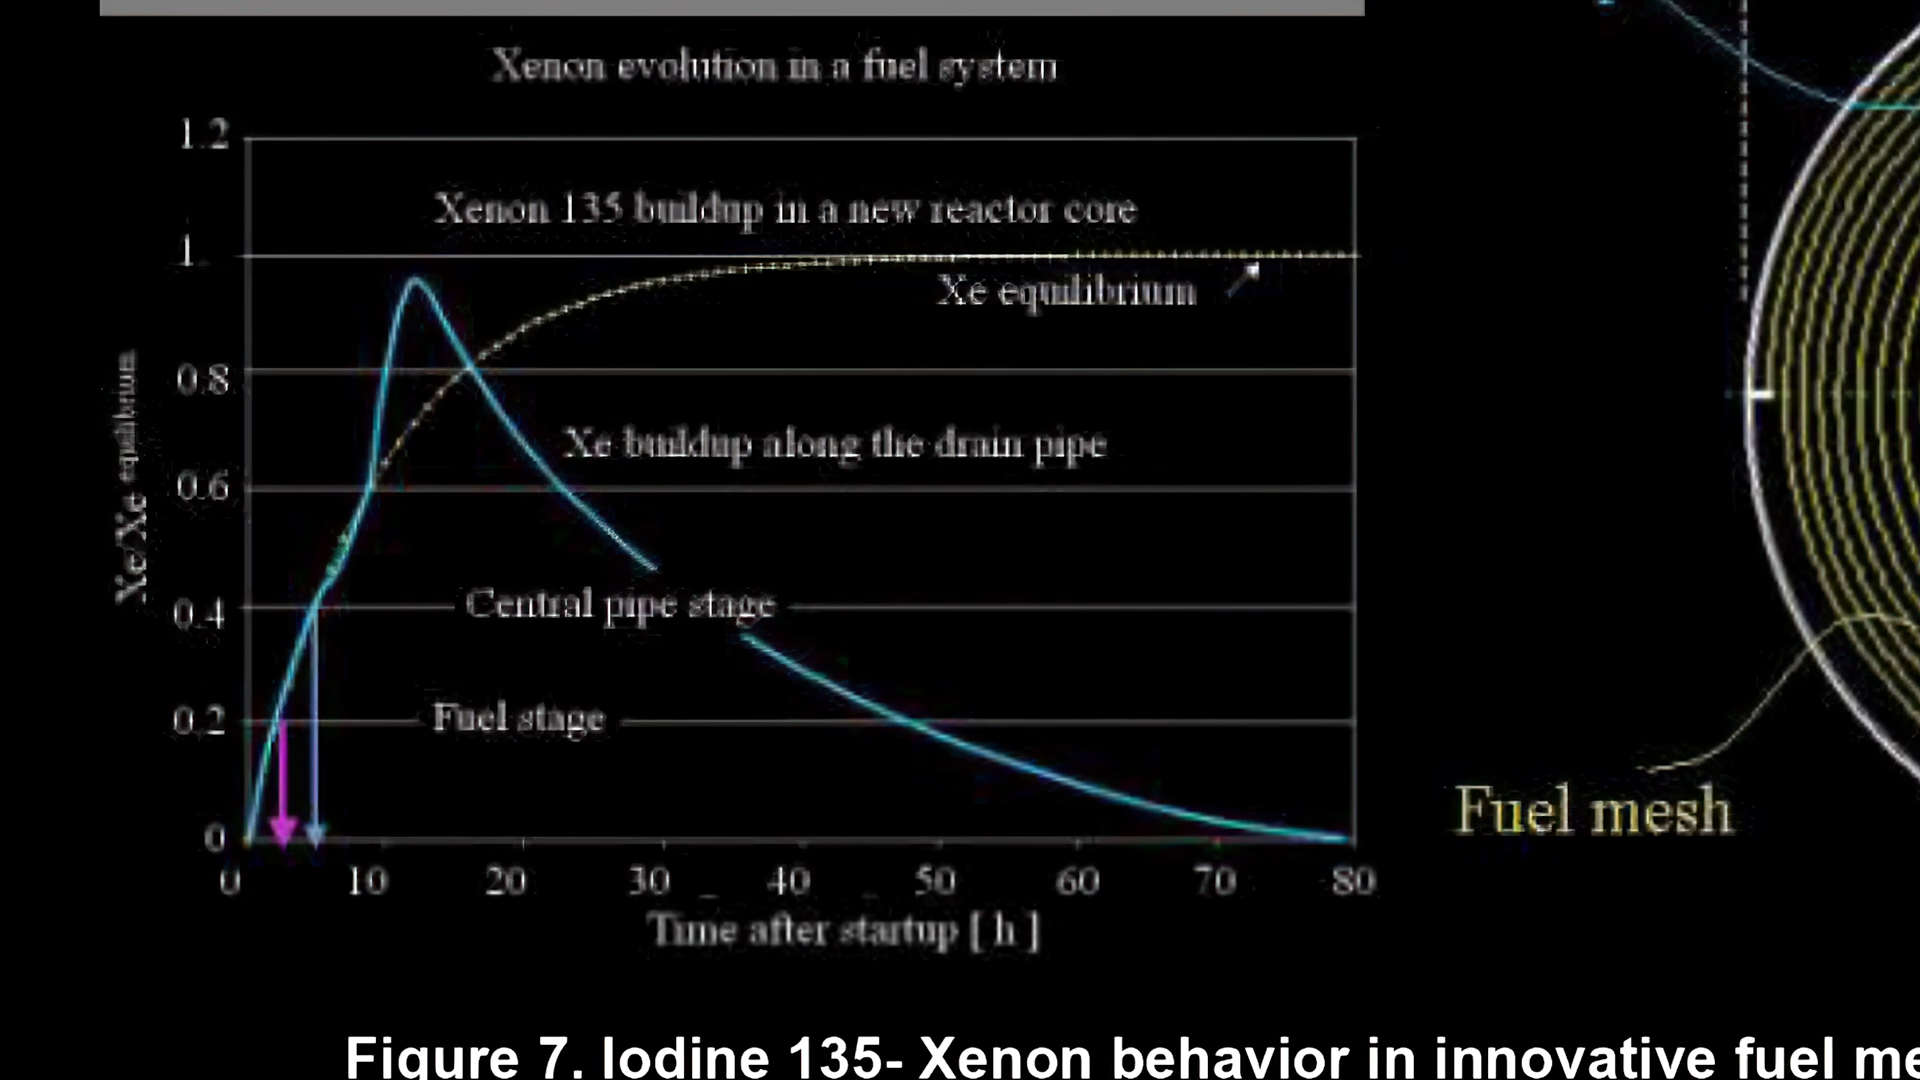 Xenon evolution in a fuel system
1.2
Xenon 135 buildup in a new reactor core
1
Xe equilibrium
0.8
Xe buildup along the drain pipe
0.6
Xe/Xe equilibrium
Central pipe stage
0.4
Fuel stage
0.2
0
0 10 20 30 40 50 60 70 80
Time after startup [ h ]
Fuel mesh
Figure 7. Iodine 135- Xenon behavior in innovative fuel me